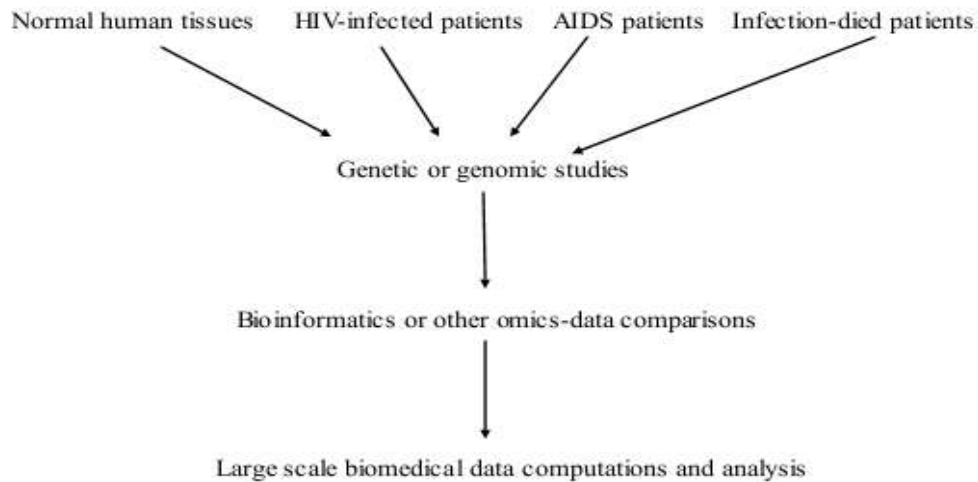 Normal human tissues HIV-infected patients AIDS patients Infection-died patients
Genetic or genomic studies
Bioinformatics or other omics-data comparisons
Large scale biomedical data computations and analysis